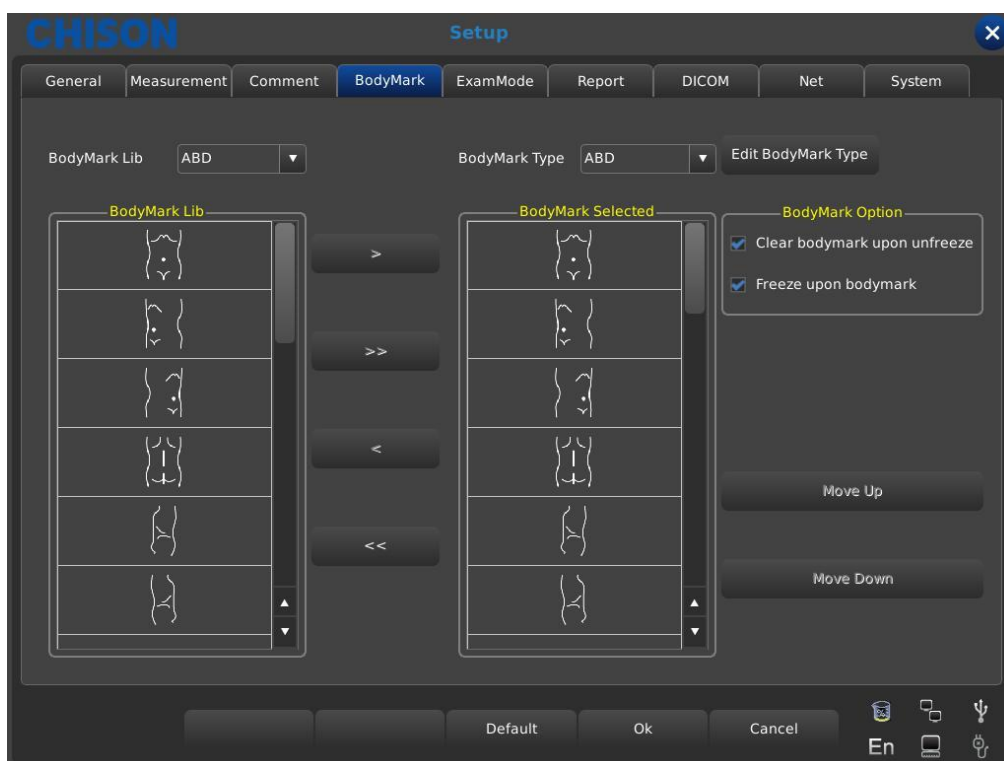 CHISON
Setup
General Measurement Comment BodyMark ExamMode Report DICOM Net System
BodyMark Lib ABD BodyMark Type ABD Edit BodyMark Type
BodyMark Lib BodyMark Selected BodyMark Option
Clear bodymark upon unfreeze
>
Freeze upon bodymark
>>
<
Move Up
<<
Move Down
Default Ok Cancel
En